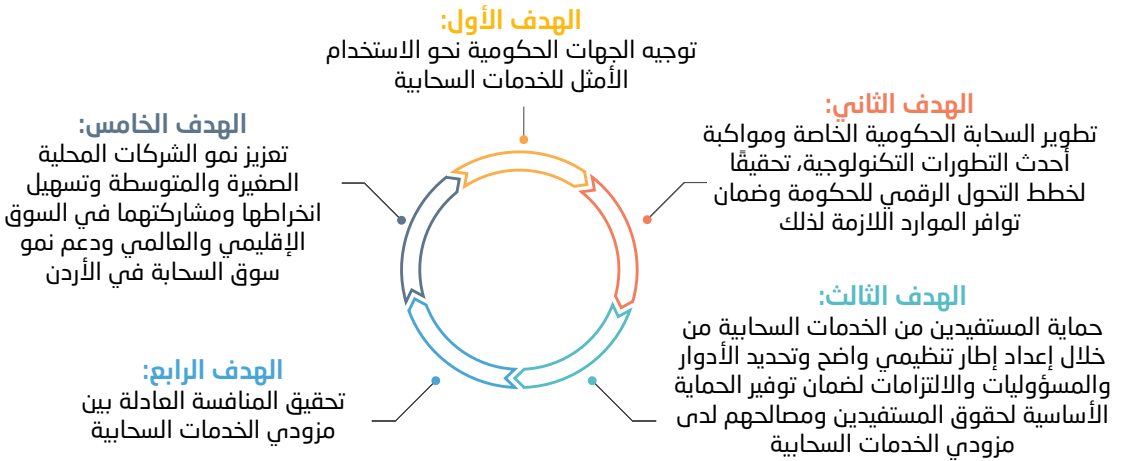 الهدف الأول:
توجيه الجهات الحكومية نحو الاستخدام
الأمثل للخدمات السحابية
الهدف الثاني:
تطوير السحابة الحكومية الخاصة ومواكبة
أحدث التطورات التكنولوجية، تحقيقًا
لخطط التحول الرقمي للحكومة وضمان
توافر الموارد اللازمة لذلك
الهدف الثالث:
حماية المستفيدين من الخدمات السحابية من
خلال إعداد إطار تنظيمي واضح وتحديد الأدوار
والمسؤوليات والالتزامات لضمان توفير الحماية
الأساسية لحقوق المستفيدين ومصالحهم لدى
مزودي الخدمات السحابية
الهدف الرابع:
تحقيق المنافسة العادلة بين
مزودي الخدمات السحابية
الهدف الخامس:
تعزيز نمو الشركات المحلية
الصغيرة والمتوسطة وتسهيل
انخراطها ومشاركتهما في السوق
الإقليمي والعالمي ودعم نمو
سوق السحابة في الأردن